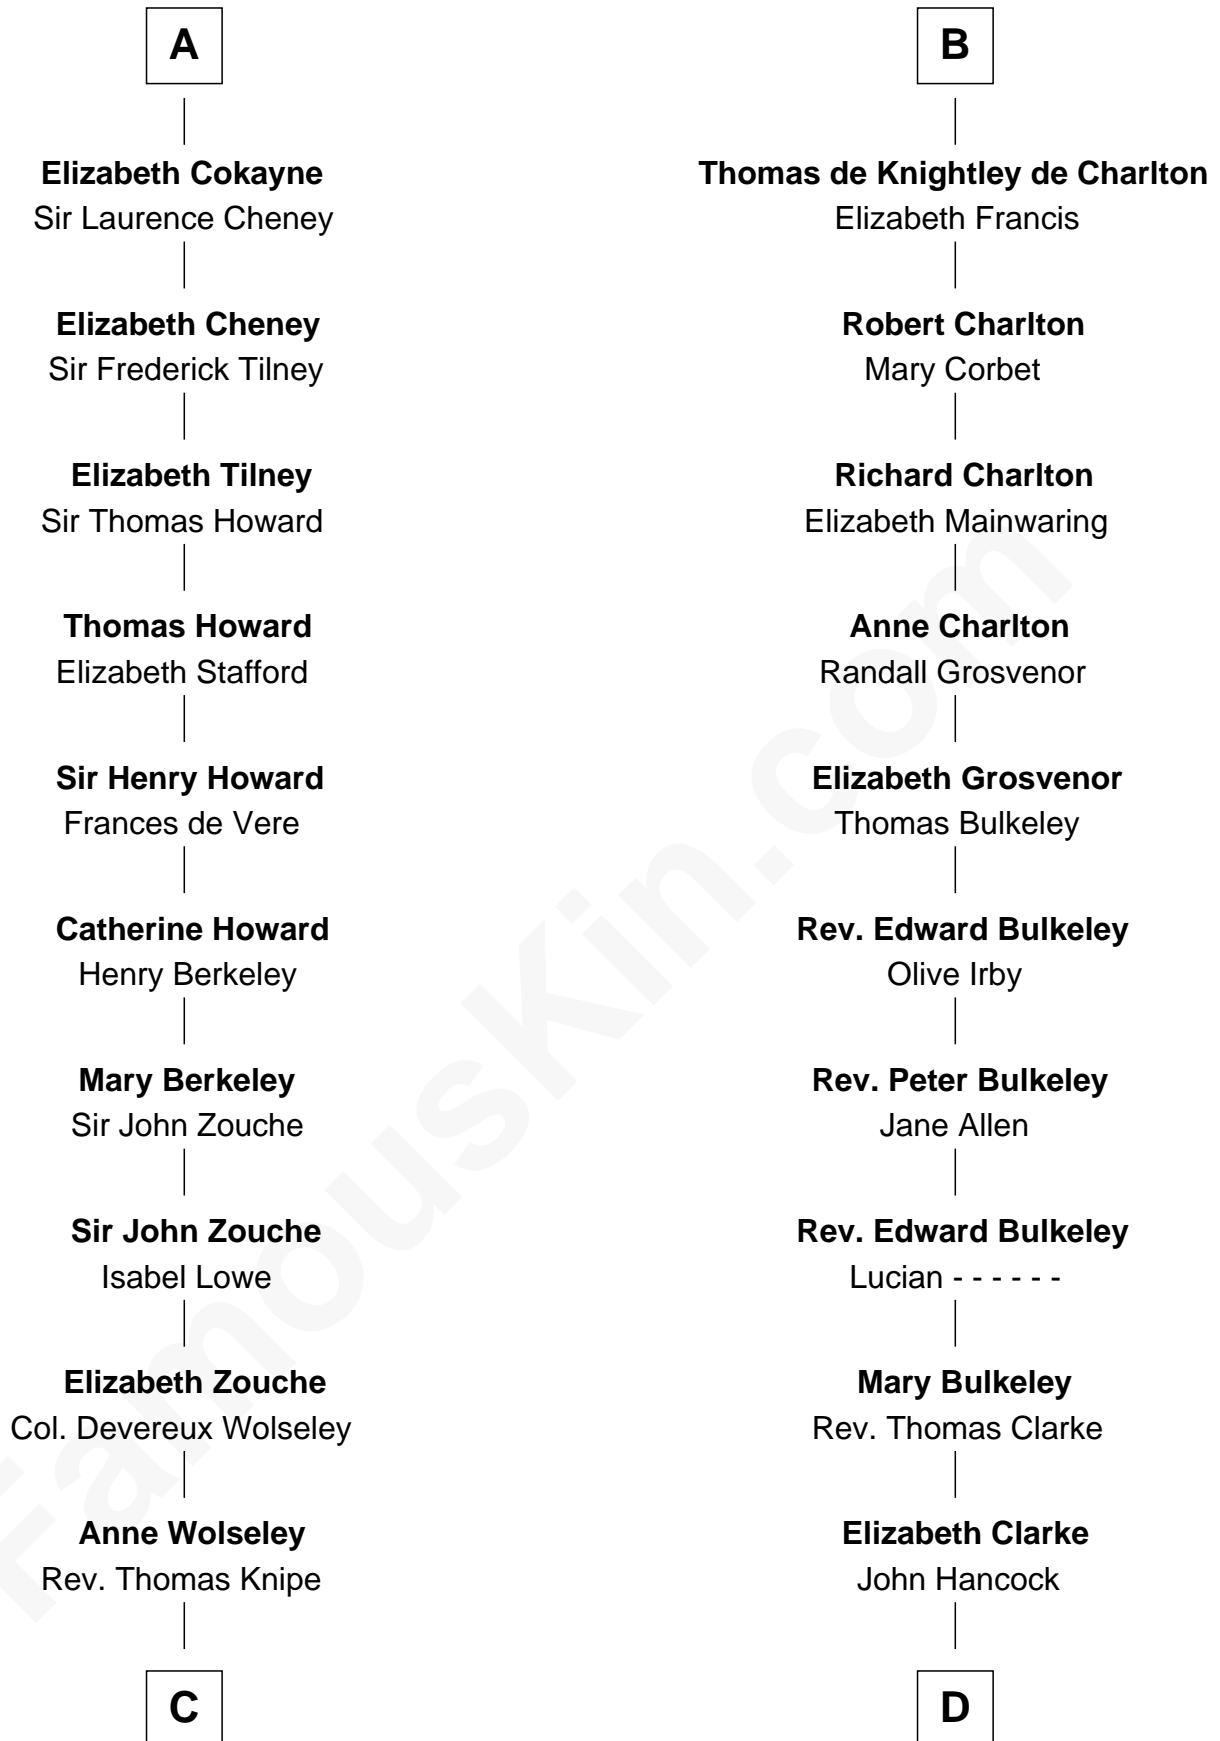 A
Elizabeth Cokayne
Sir Laurence Cheney
Elizabeth Cheney
Sir Frederick Tilney
Elizabeth Tilney
Sir Thomas Howard
Thomas Howard
Elizabeth Stafford
Sir Henry Howard
Frances de Vere
Catherine Howard
Henry Berkeley
Mary Berkeley
Sir John Zouche
Sir John Zouche
Isabel Lowe
Elizabeth Zouche
Col. Devereux Wolseley
Anne Wolseley
Rev. Thomas Knipe
C
B
Thomas de Knightley de Charlton
Elizabeth Francis
Robert Charlton
Mary Corbet
Richard Charlton
Elizabeth Mainwaring
Anne Charlton
Randall Grosvenor
Elizabeth Grosvenor
Thomas Bulkeley
Rev. Edward Bulkeley
Olive Irby
Rev. Peter Bulkeley
Jane Allen
Rev. Edward Bulkeley
Lucian - - - - - -
Mary Bulkeley
Rev. Thomas Clarke
Elizabeth Clarke
John Hancock
D
FamousKin.com